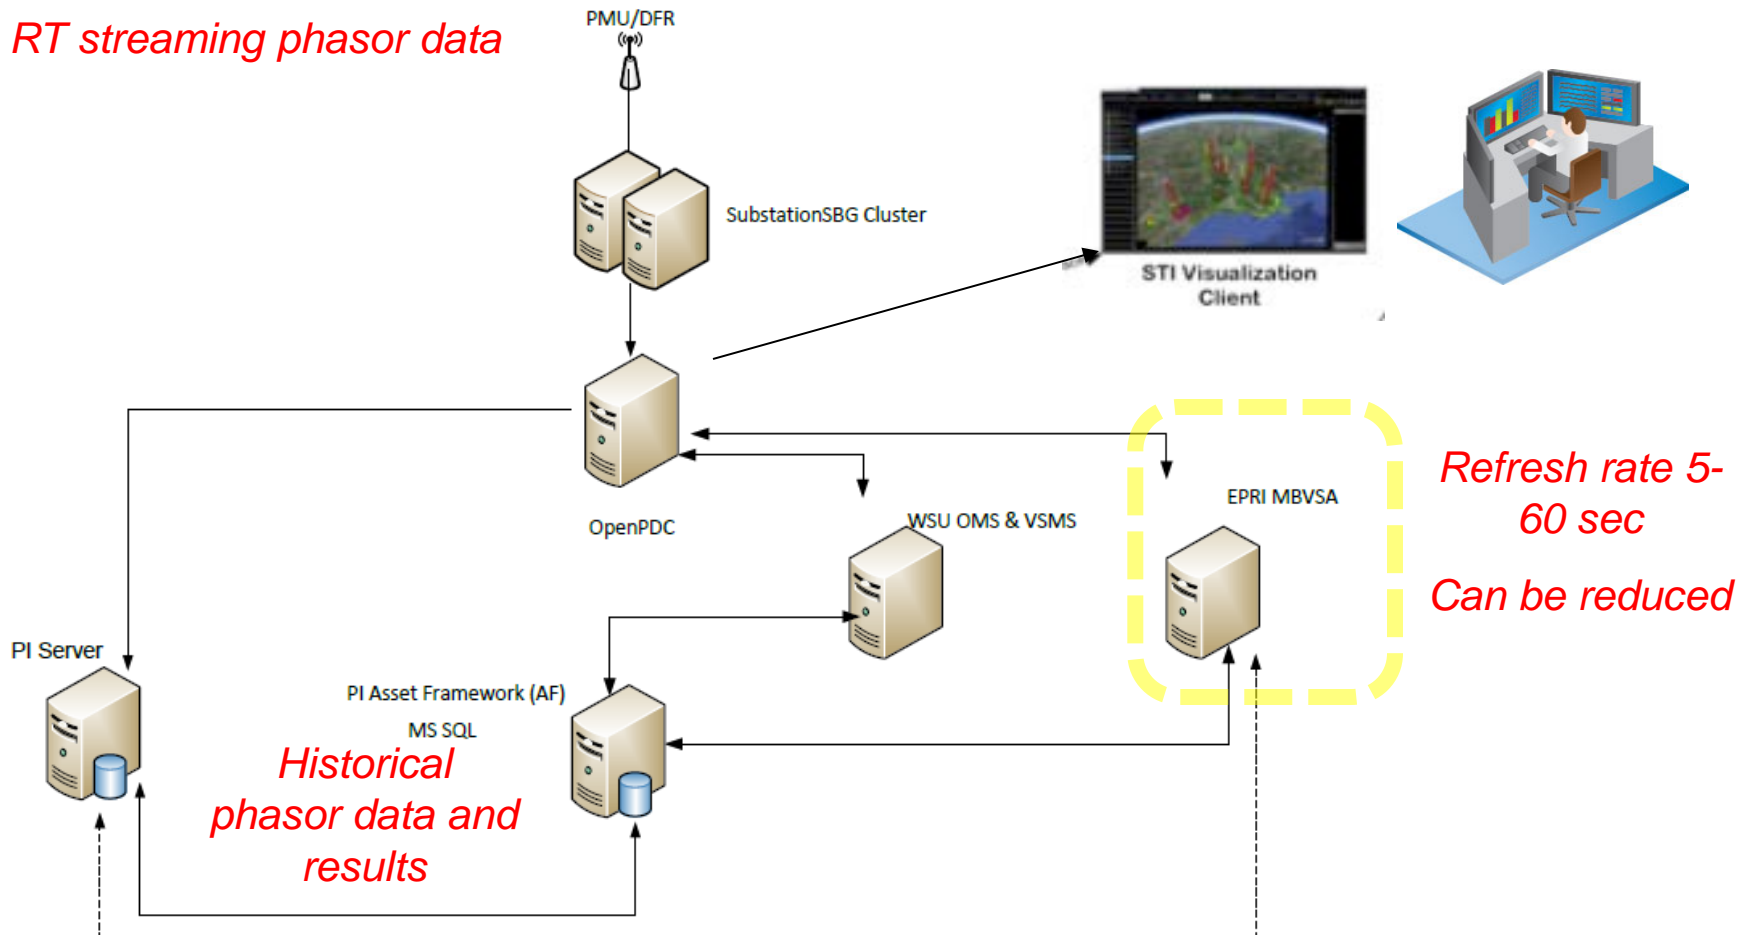 RT streaming phasor data
PMU/DFR
SubstationSBG Cluster
STI Visualization
Client
OpenPDC
WSU OMS & VSMS
EPRI MBVSA
Refresh rate 5-
60 sec
Can be reduced
PI Server
PI Asset Framework (AF)
MS SQL
Historical
phasor data and
results